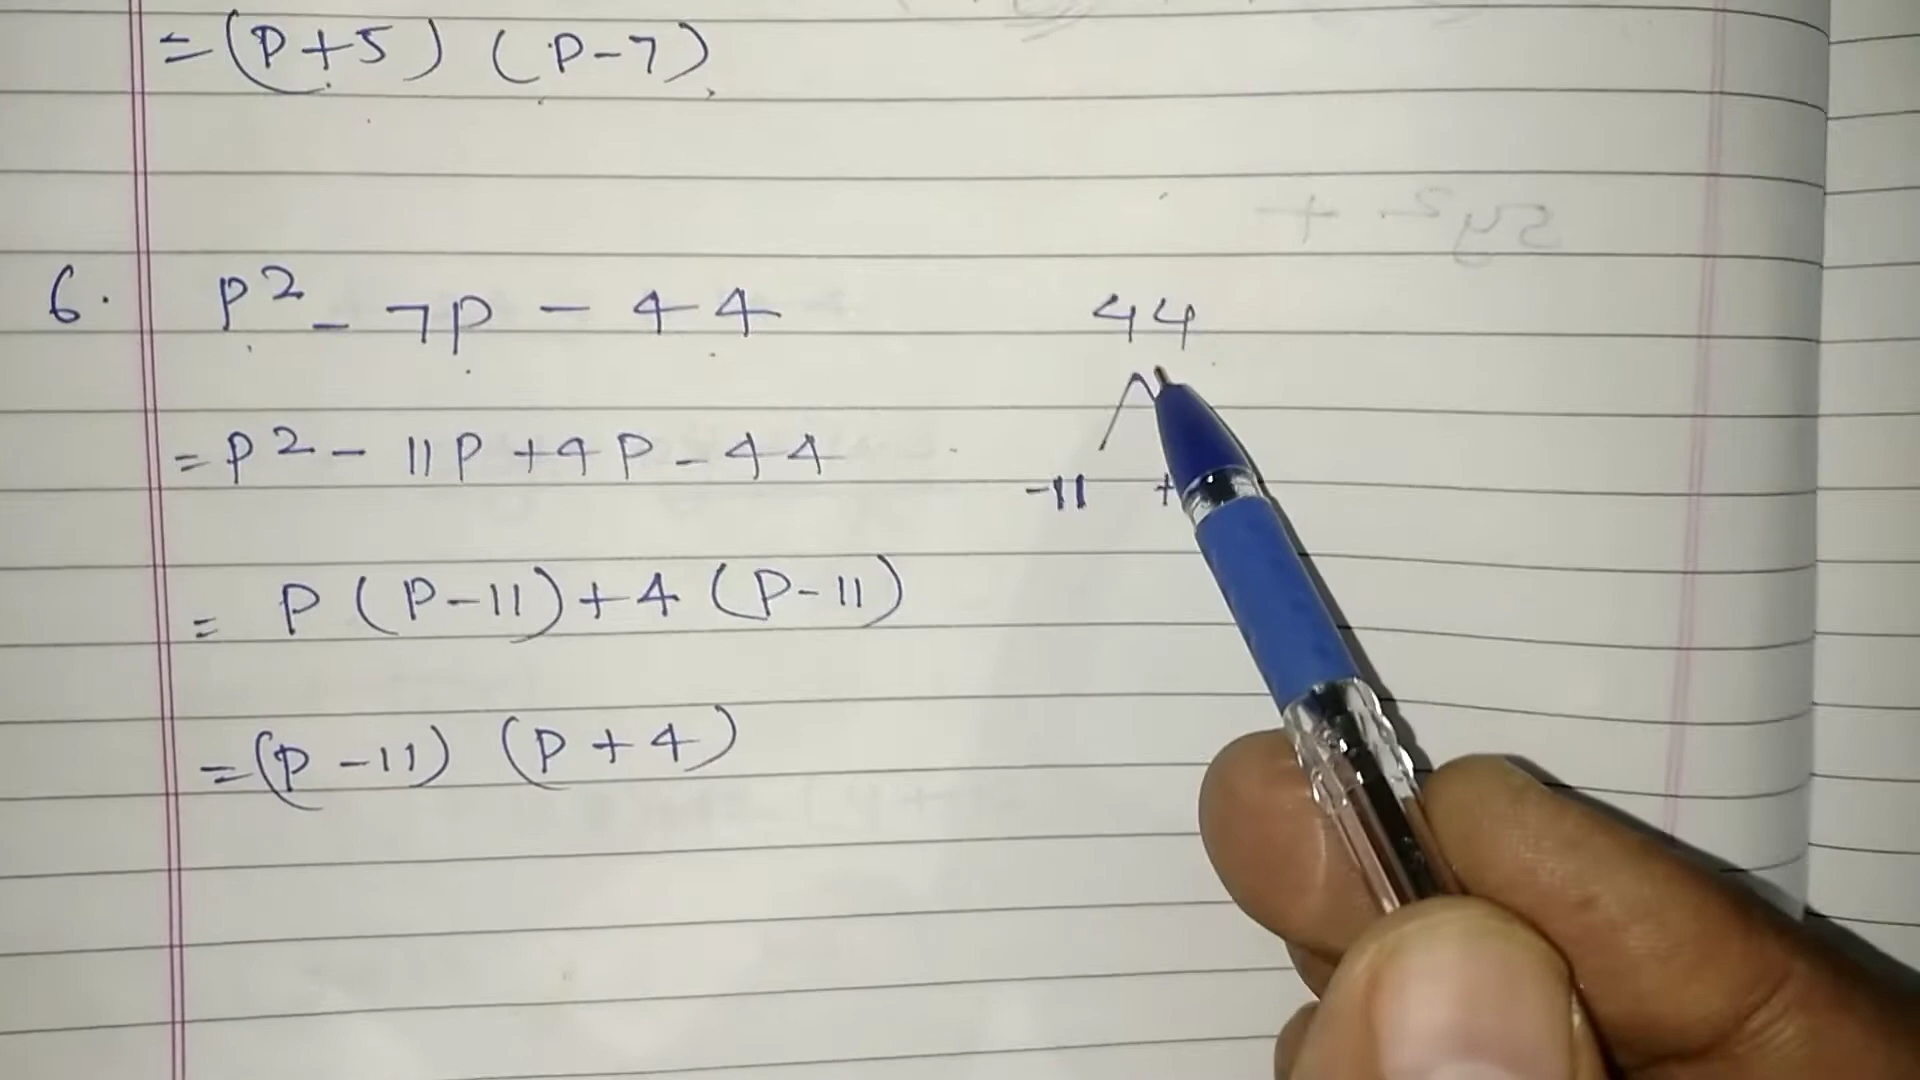 = (P+5) (P-7)
6. P² - 7P - 44
44
= P² - 11P + 4P - 44
-11 +
= P (P-11) + 4 (P-11)
= (P-11) (P+4)